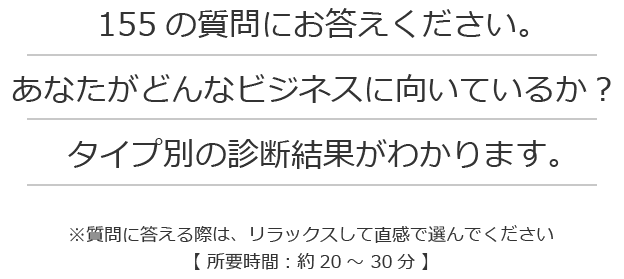 155 の質問にお答えください。
あなたがどんなビジネスに向いているか？
タイプ別の診断結果がわかります。
※質問に答える際は、リラックスして直感で選んでください
【 所要時間：約 20 ～ 30 分 】